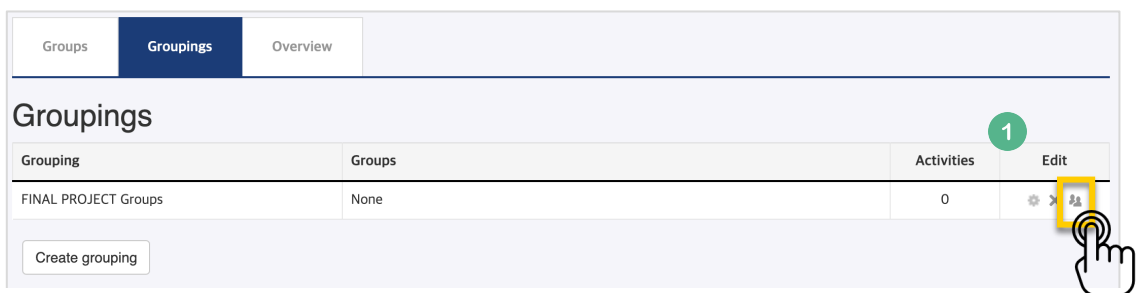 Groups Groupings Overview
Groupings
1
Grouping Groups Activities Edit
FINAL PROJECT Groups None 0
Create grouping